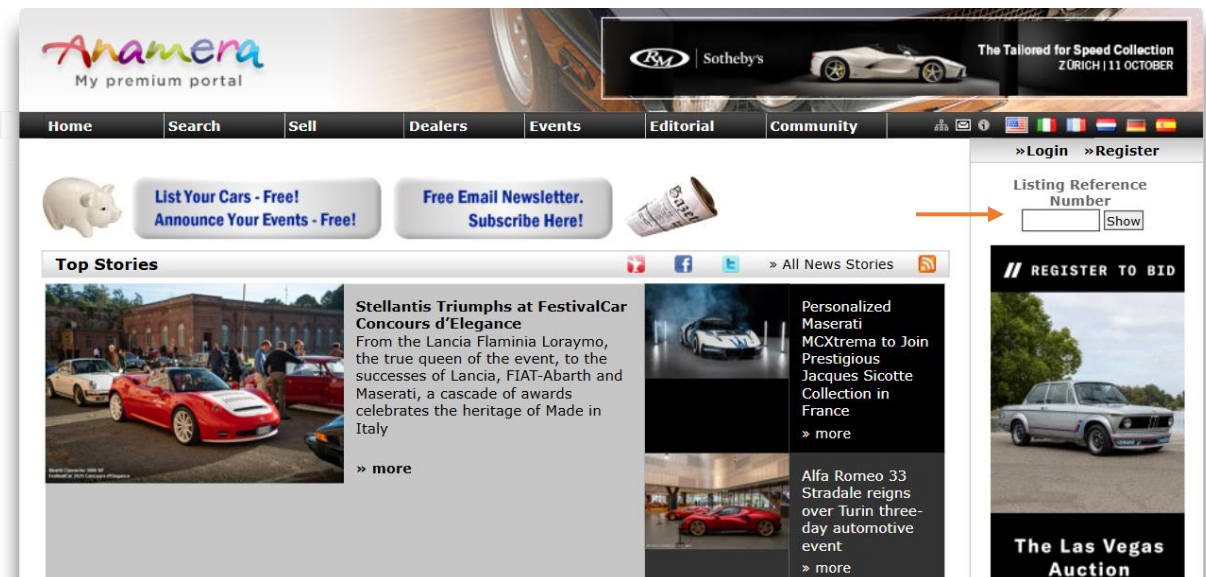 Anamera
My premium portal
RM Sotheby's
The Tailored for Speed Collection
ZÜRICH | 11 OCTOBER
Home Search Sell Dealers Events Editorial Community
»Login »Register
List Your Cars - Free!
Announce Your Events - Free!
Free Email Newsletter.
Subscribe Here!
Listing Reference
Number
Show
Top Stories
» All News Stories
Stellantis Triumphs at FestivalCar
Concours d’Elegance
From the Lancia Flaminia Loraymo,
the true queen of the event, to the
successes of Lancia, FIAT-Abarth and
Maserati, a cascade of awards
celebrates the heritage of Made in
Italy
» more
Personalized
Maserati
MCXtrema to Join
Prestigious
Jacques Sicotte
Collection in
France
» more
Alfa Romeo 33
Stradale reigns
over Turin three-
day automotive
event
» more
// REGISTER TO BID
The Las Vegas
Auction